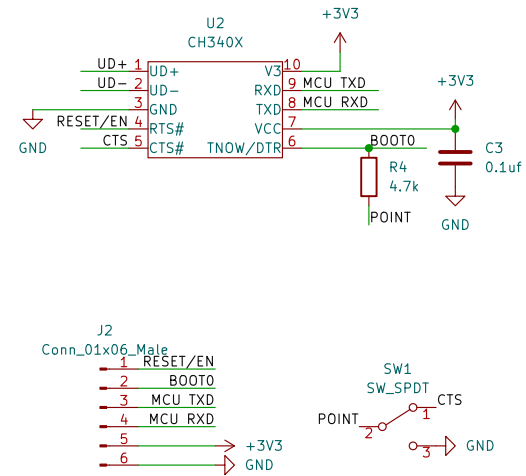 +3V3
U2
CH340X
UD+ 1 UD+ V3 10
UD- 2 UD- RXD 9 MCU TXD
3 GND TXD 8 MCU RXD
RESET/EN 4 RTS# VCC 7
CTS 5 CTS# TNOW/DTR 6 BOOT0
GND
+3V3
C3
0.1uf
R4
4.7k
POINT
GND
J2
Conn_01x06_Male
1 RESET/EN
2 BOOT0
3 MCU TXD
4 MCU RXD
5 +3V3
6 GND
SW1
SW_SPDT
CTS
1
POINT
2
3 GND